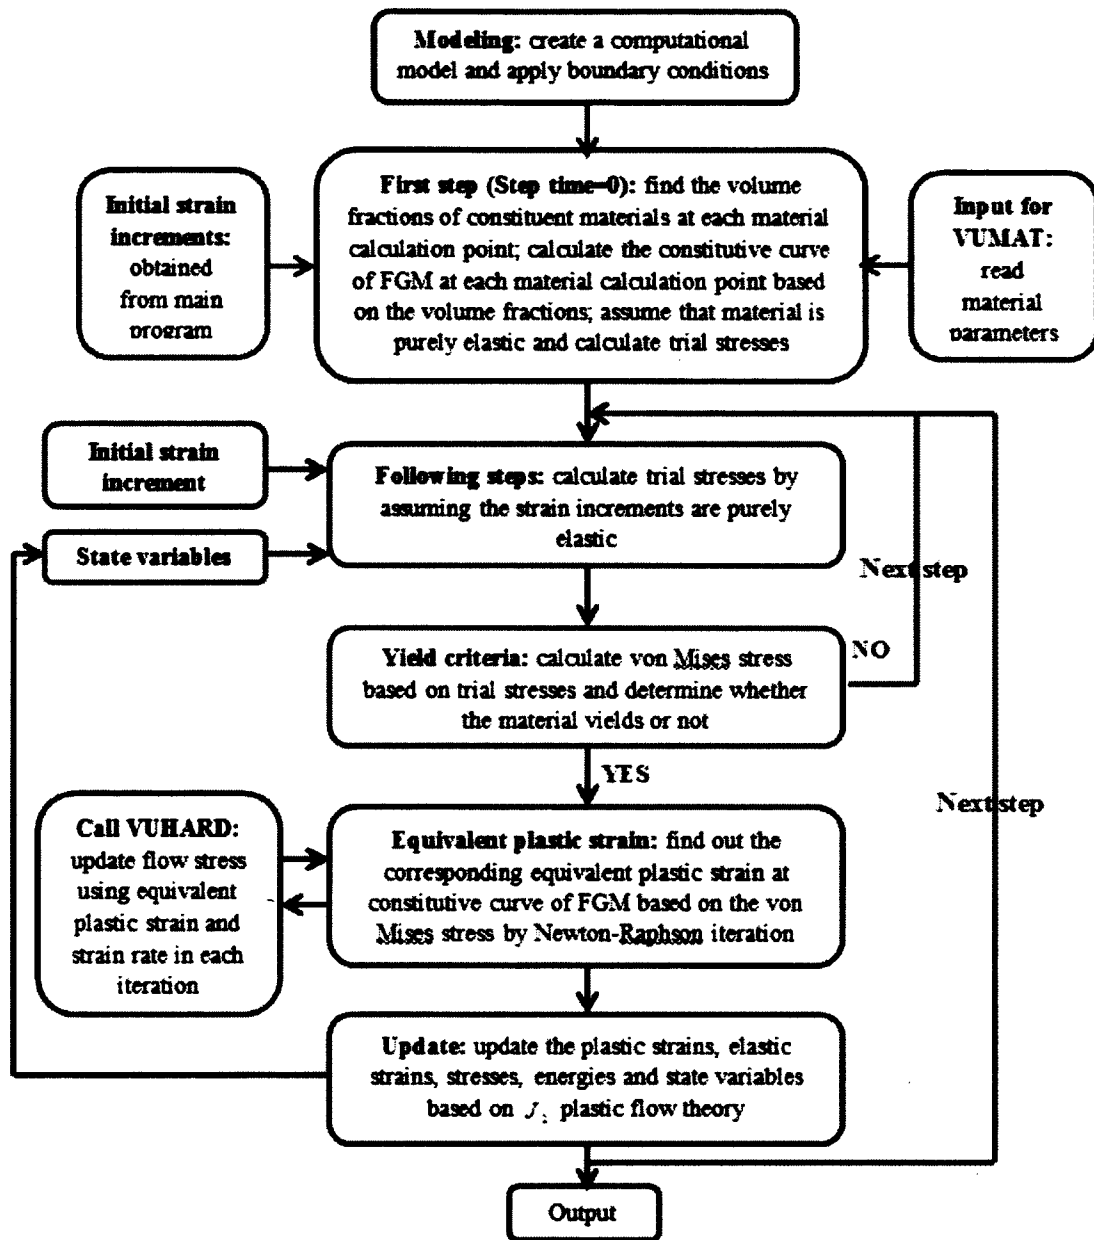 Modeling: create a computational
model and apply boundary conditions
Initial strain
increments:
obtained
from main
program
First step (Step time=0): find the volume
fractions of constituent materials at each material
calculation point; calculate the constitutive curve
of FGM at each material calculation point based
on the volume fractions; assume that material is
purely elastic and calculate trial stresses
Input for
VUMAT:
read
material
parameters
Initial strain
increment
State variables
Following steps: calculate trial stresses by
assuming the strain increments are purely
elastic
Next step
Yield criteria: calculate von Mises stress
based on trial stresses and determine whether
the material yields or not
NO
YES
Next step
Call VUHARD:
update flow stress
using equivalent
plastic strain and
strain rate in each
iteration
Equivalent plastic strain: find out the
corresponding equivalent plastic strain at
constitutive curve of FGM based on the von
Mises stress by Newton-Raphson iteration
Update: update the plastic strains, elastic
strains, stresses, energies and state variables
based on J₂ plastic flow theory
Output